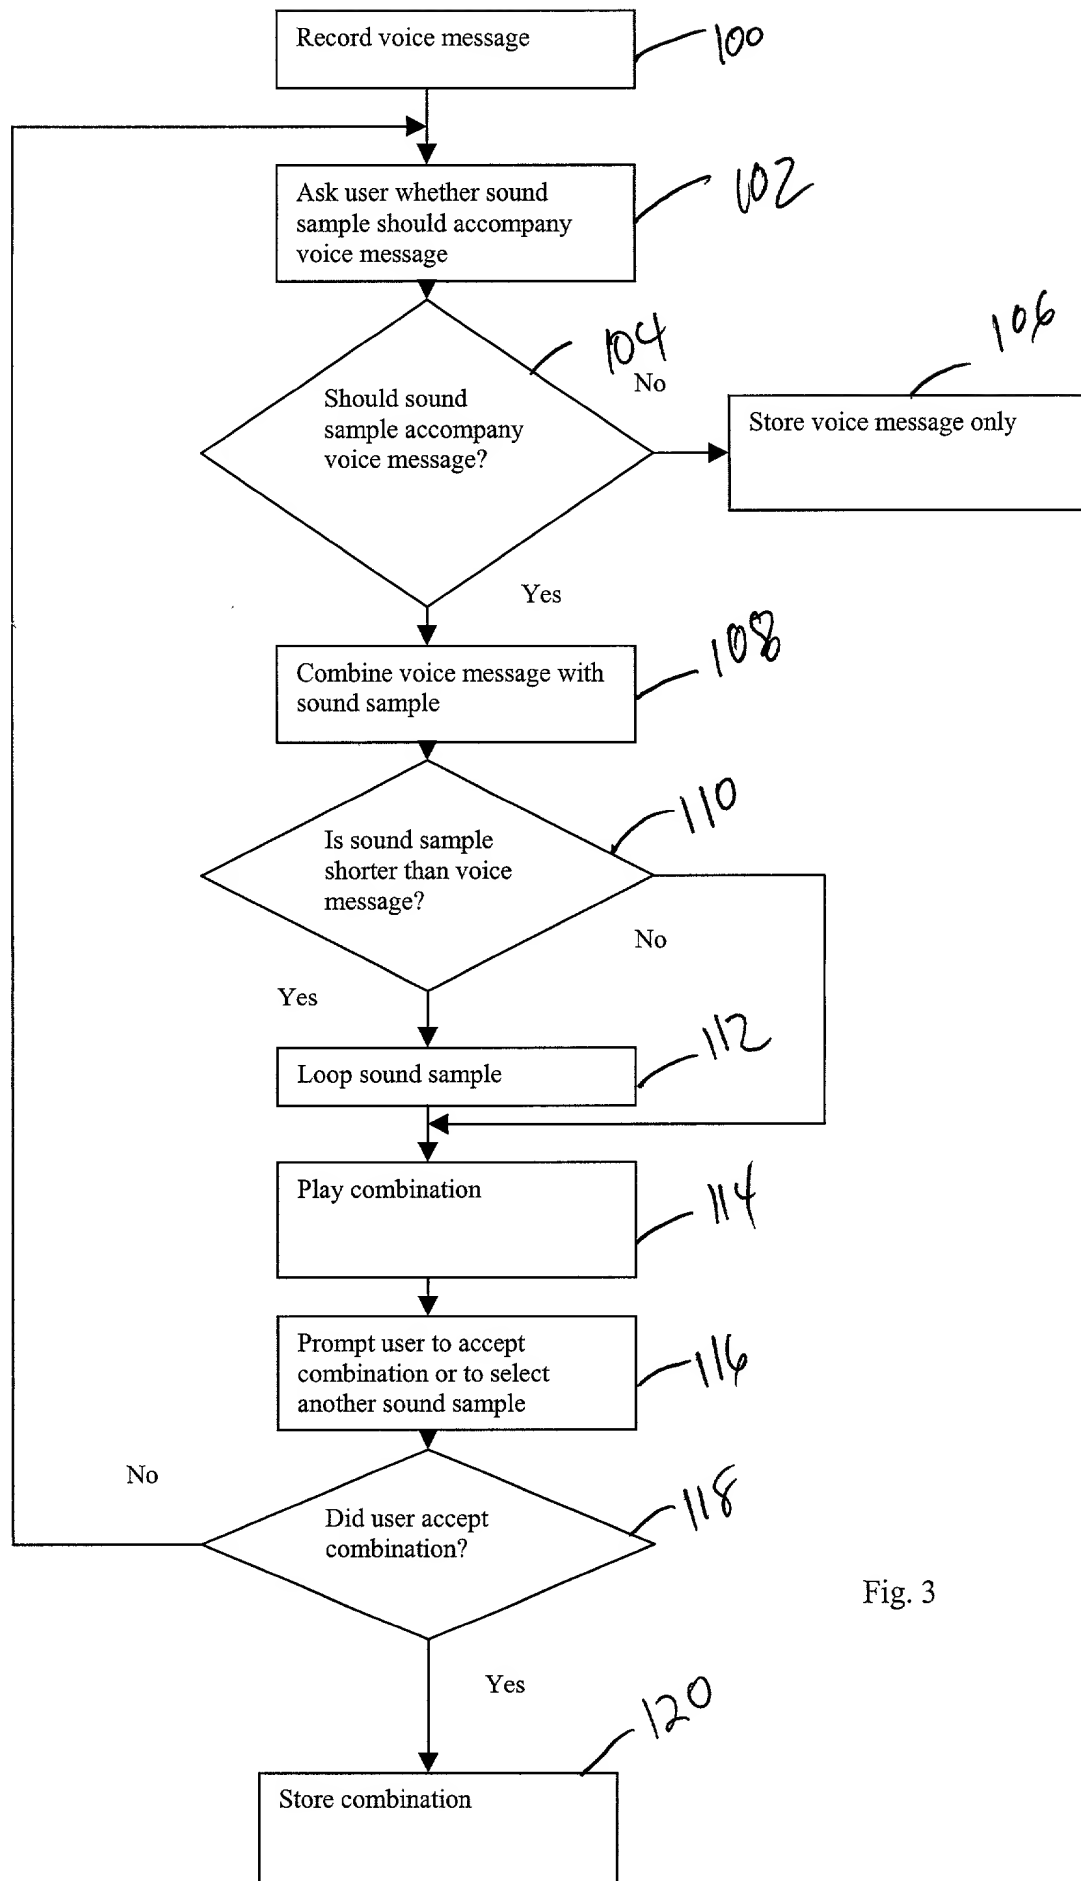 Record voice message
100
Ask user whether sound
sample should accompany
voice message
102
104
No
106
Should sound
sample accompany
voice message?
Store voice message only
Yes
Combine voice message with
sound sample
108
110
Is sound sample
shorter than voice
message?
No
Yes
Loop sound sample
112
Play combination
114
Prompt user to accept
combination or to select
another sound sample
116
No
Did user accept
combination?
118
Fig. 3
Yes
120
Store combination